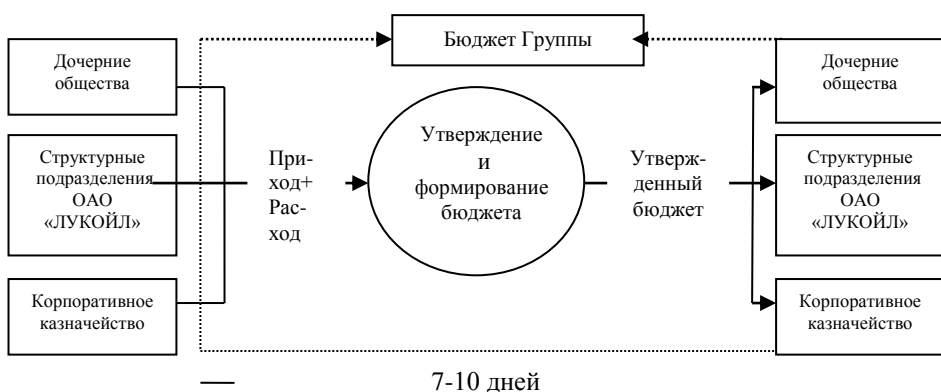 Бюджет Группы
Дочерние
общества
Структурные
подразделения
ОАО
«ЛУКОЙЛ»
Корпоративное
казначейство
При-
ход+
Рас-
ход
Утверждение
и
формирование
бюджета
Утверж-
денный
бюджет
Дочерние
общества
Структурные
подразделения
ОАО
«ЛУКОЙЛ»
Корпоративное
казначейство
7-10 дней